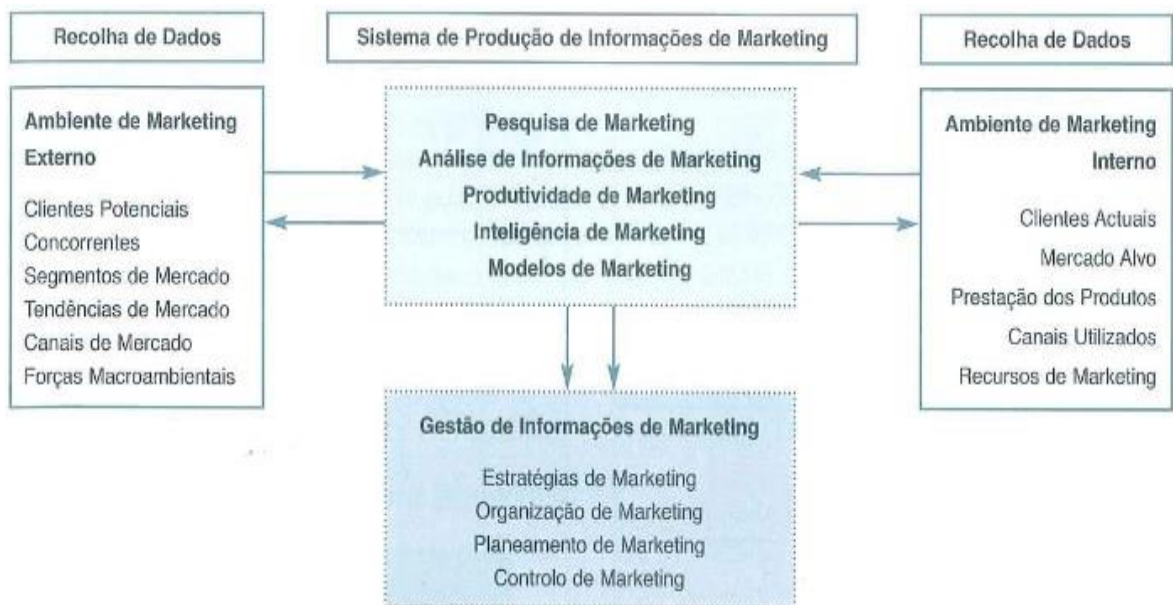 Recolha de Dados
Sistema de Produção de Informações de Marketing
Recolha de Dados
Ambiente de Marketing
Externo
Clientes Potenciais
Concorrentes
Segmentos de Mercado
Tendências de Mercado
Canais de Mercado
Forças Macroambientais
Pesquisa de Marketing
Análise de Informações de Marketing
Produtividade de Marketing
Inteligência de Marketing
Modelos de Marketing
Ambiente de Marketing
Interno
Clientes Actuais
Mercado Alvo
Prestação dos Produtos
Canais Utilizados
Recursos de Marketing
Gestão de Informações de Marketing
Estratégias de Marketing
Organização de Marketing
Planeamento de Marketing
Controlo de Marketing